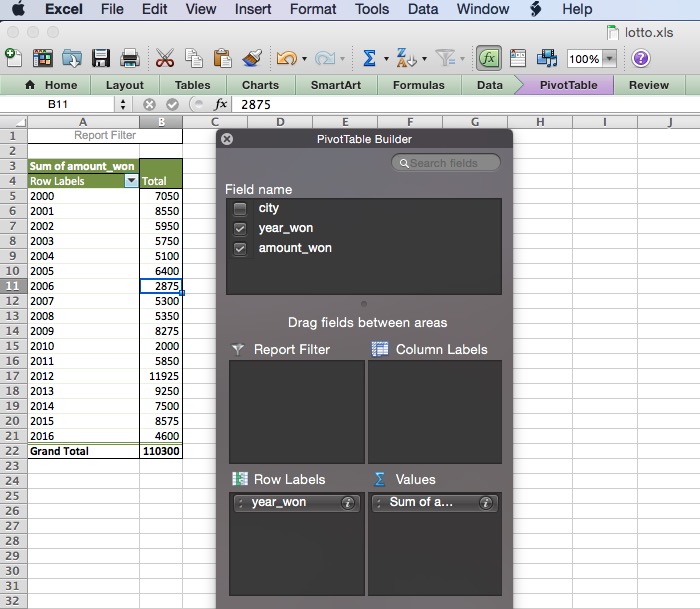 Excel File Edit View Insert Format Tools Data Window Help
lotto.xls
100%
Home Layout Tables Charts SmartArt Formulas Data PivotTable Review
B11 fx 2875
A B C D E F G H I J
1 Report Filter
2
3 Sum of amount_won
4 Row Labels Total
5 2000 7050
6 2001 8550
7 2002 5950
8 2003 5750
9 2004 5100
10 2005 6400
11 2006 2875
12 2007 5300
13 2008 5350
14 2009 8275
15 2010 2000
16 2011 5850
17 2012 11925
18 2013 9250
19 2014 7500
20 2015 8575
21 2016 4600
22 Grand Total 110300
23
24
25
26
27
28
29
30
31
32
PivotTable Builder
Search fields
Field name
city
year_won
amount_won
Drag fields between areas
Report Filter Column Labels
Row Labels Values
year_won Sum of a...